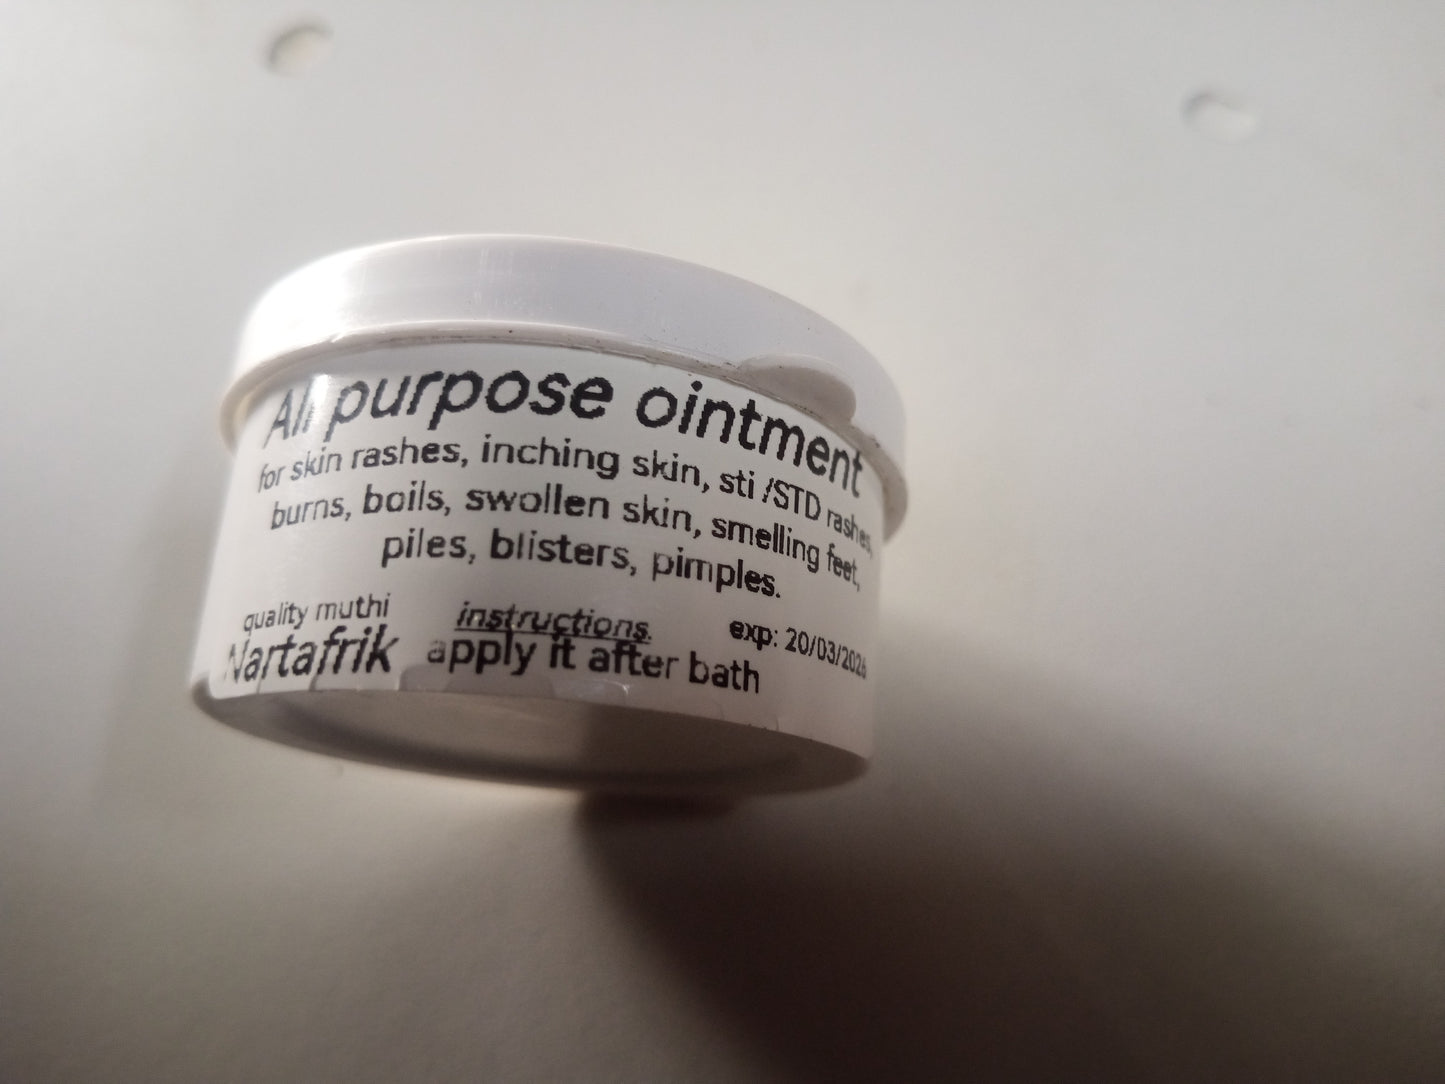 All purpose ointment
for skin rashes, inching skin, sti /STD rashes,
burns, boils, swollen skin, smelling feet,
piles, blisters, pimples.
quality muthi
Nartafrik
instructions.
apply it after bath
exp: 20/03/2026